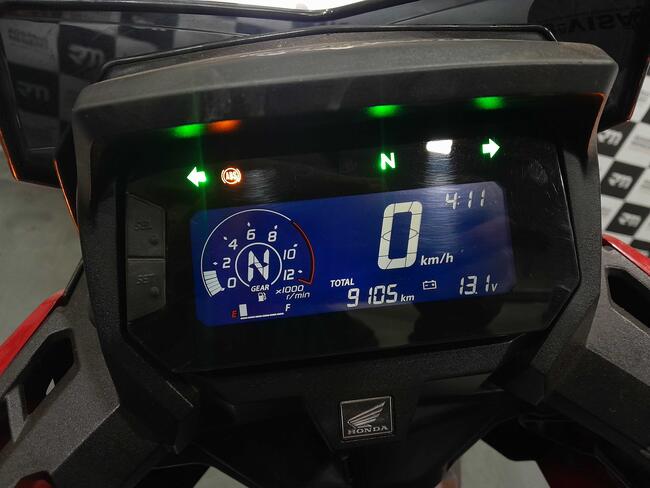 ABS
N
4:11
SEL
SET
0
km/h
0 2 4 6 8 10 12
N
GEAR
x1000
r/min
E F
TOTAL
9105 km
13.1 V
HONDA